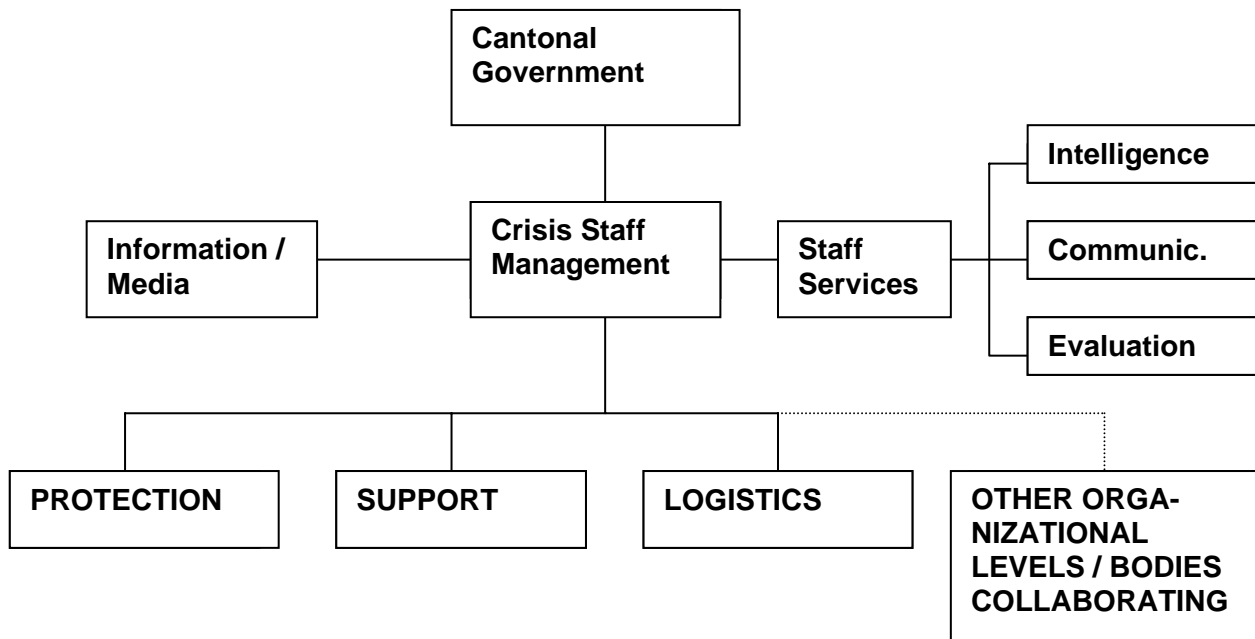 Cantonal
Government
Intelligence
Information /
Media
Crisis Staff
Management
Staff
Services
Communic.
Evaluation
PROTECTION
SUPPORT
LOGISTICS
OTHER ORGA-
NIZATIONAL
LEVELS / BODIES
COLLABORATING